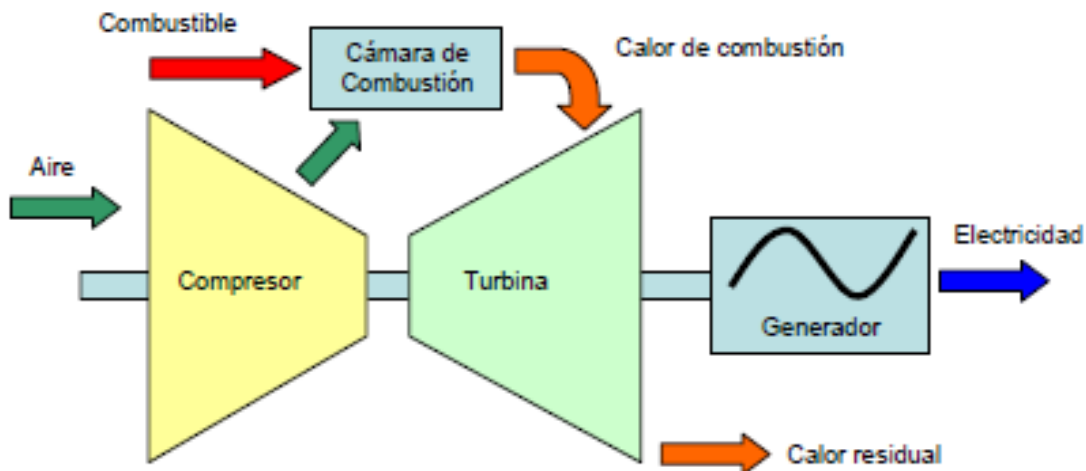 Combustible
Cámara de
Combustión
Calor de combustión
Aire
Compresor
Turbina
Electricidad
Generador
Calor residual